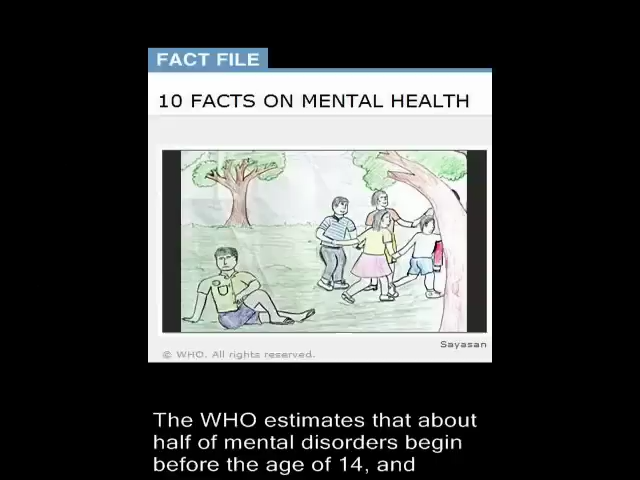 FACT FILE
10 FACTS ON MENTAL HEALTH
Sayasan
© WHO. All rights reserved.
The WHO estimates that about
half of mental disorders begin
before the age of 14, and